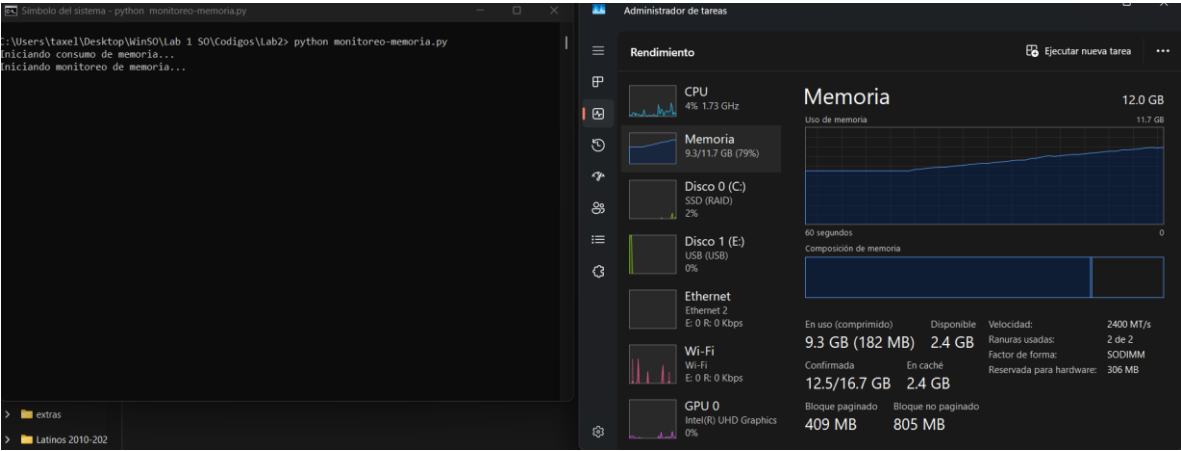 Símbolo del sistema - python monitoreo-memoria.py
C:\Users\taxel\Desktop\WinSO\Lab 1 SO\Codigos\Lab2> python monitoreo-memoria.py
Iniciando consumo de memoria...
Iniciando monitoreo de memoria...
extras
Latinos 2010-202
Administrador de tareas
Rendimiento
Ejecutar nueva tarea
CPU
4% 1.73 GHz
Memoria
9.3/11.7 GB (79%)
Disco 0 (C:)
SSD (RAID)
2%
Disco 1 (E:)
USB (USB)
0%
Ethernet
Ethernet 2
E: 0 R: 0 Kbps
Wi-Fi
Wi-Fi
E: 0 R: 0 Kbps
GPU 0
Intel(R) UHD Graphics
0%
Memoria 12.0 GB
Uso de memoria 11.7 GB
60 segundos 0
Composición de memoria
En uso (comprimido) Disponible
9.3 GB (182 MB) 2.4 GB
Confirmada En caché
12.5/16.7 GB 2.4 GB
Bloque paginado Bloque no paginado
409 MB 805 MB
Velocidad: 2400 MT/s
Ranuras usadas: 2 de 2
Factor de forma: SODIMM
Reservada para hardware: 306 MB